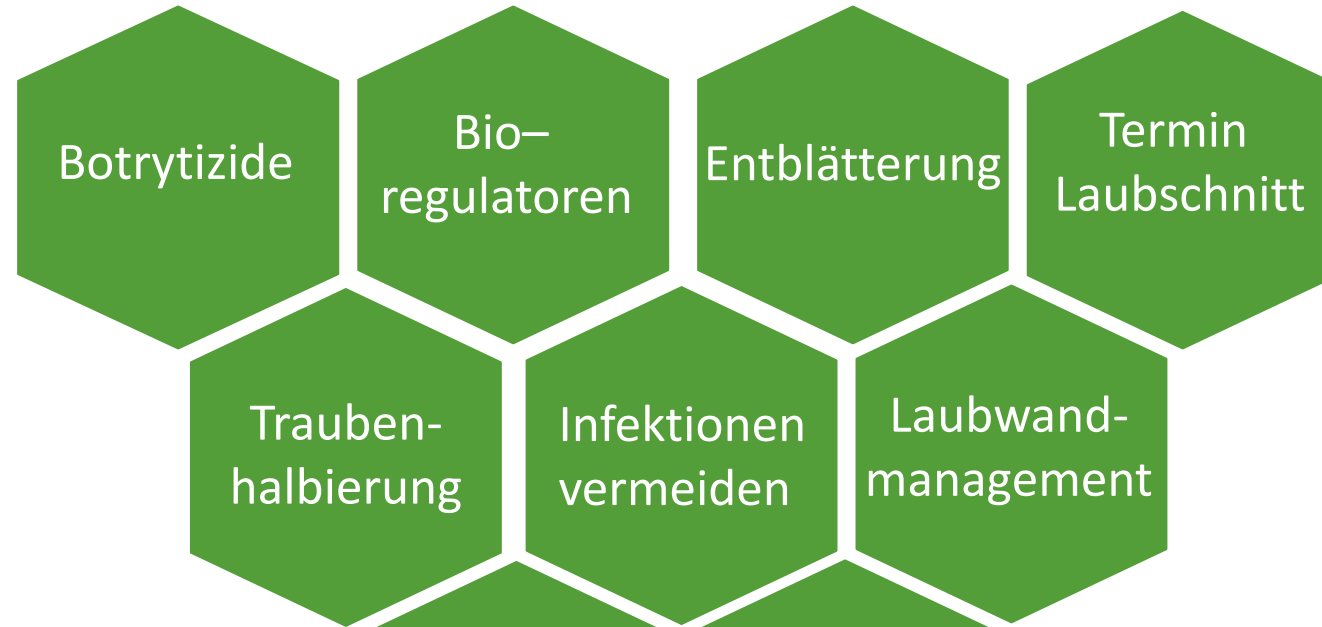 Botrytizide
Bio–
regulatoren
Entblätterung
Termin
Laubschnitt
Trauben-
halbierung
Infektionen
vermeiden
Laubwand-
management